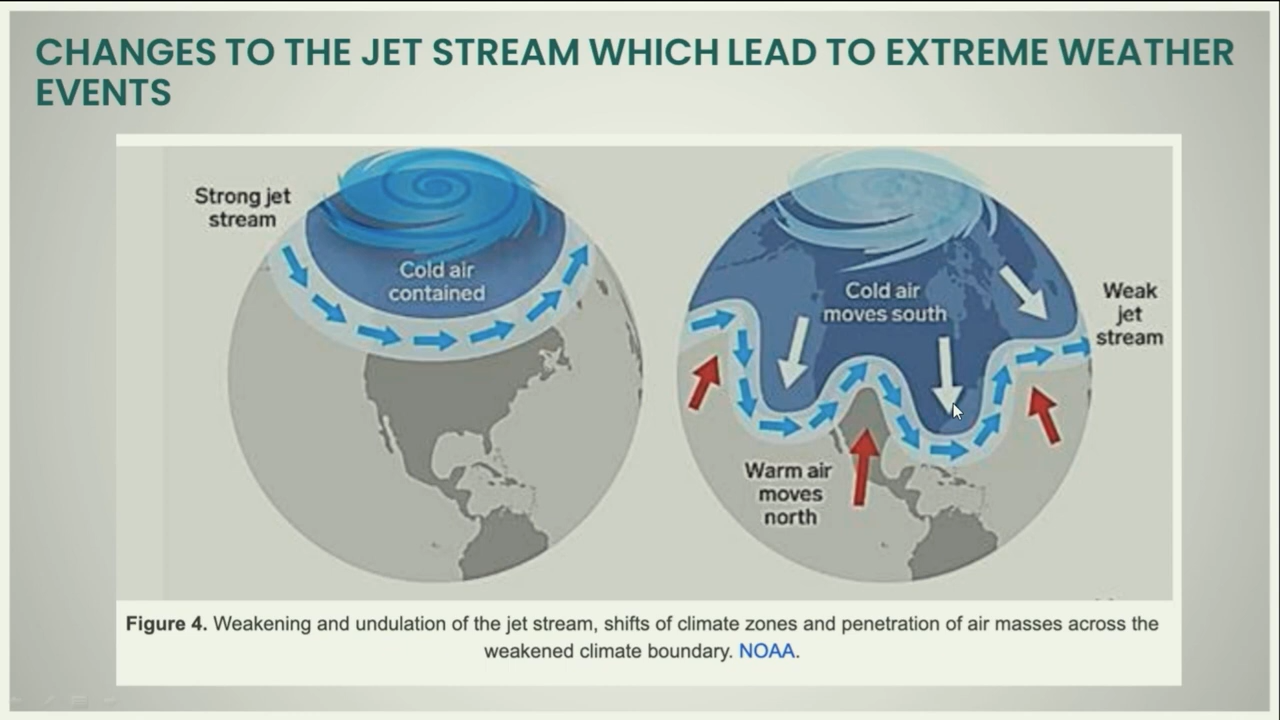 CHANGES TO THE JET STREAM WHICH LEAD TO EXTREME WEATHER
EVENTS
Strong jet
stream
Cold air
contained
Cold air
moves south
Weak
jet
stream
Warm air
moves
north
Figure 4. Weakening and undulation of the jet stream, shifts of climate zones and penetration of air masses across the
weakened climate boundary. NOAA.